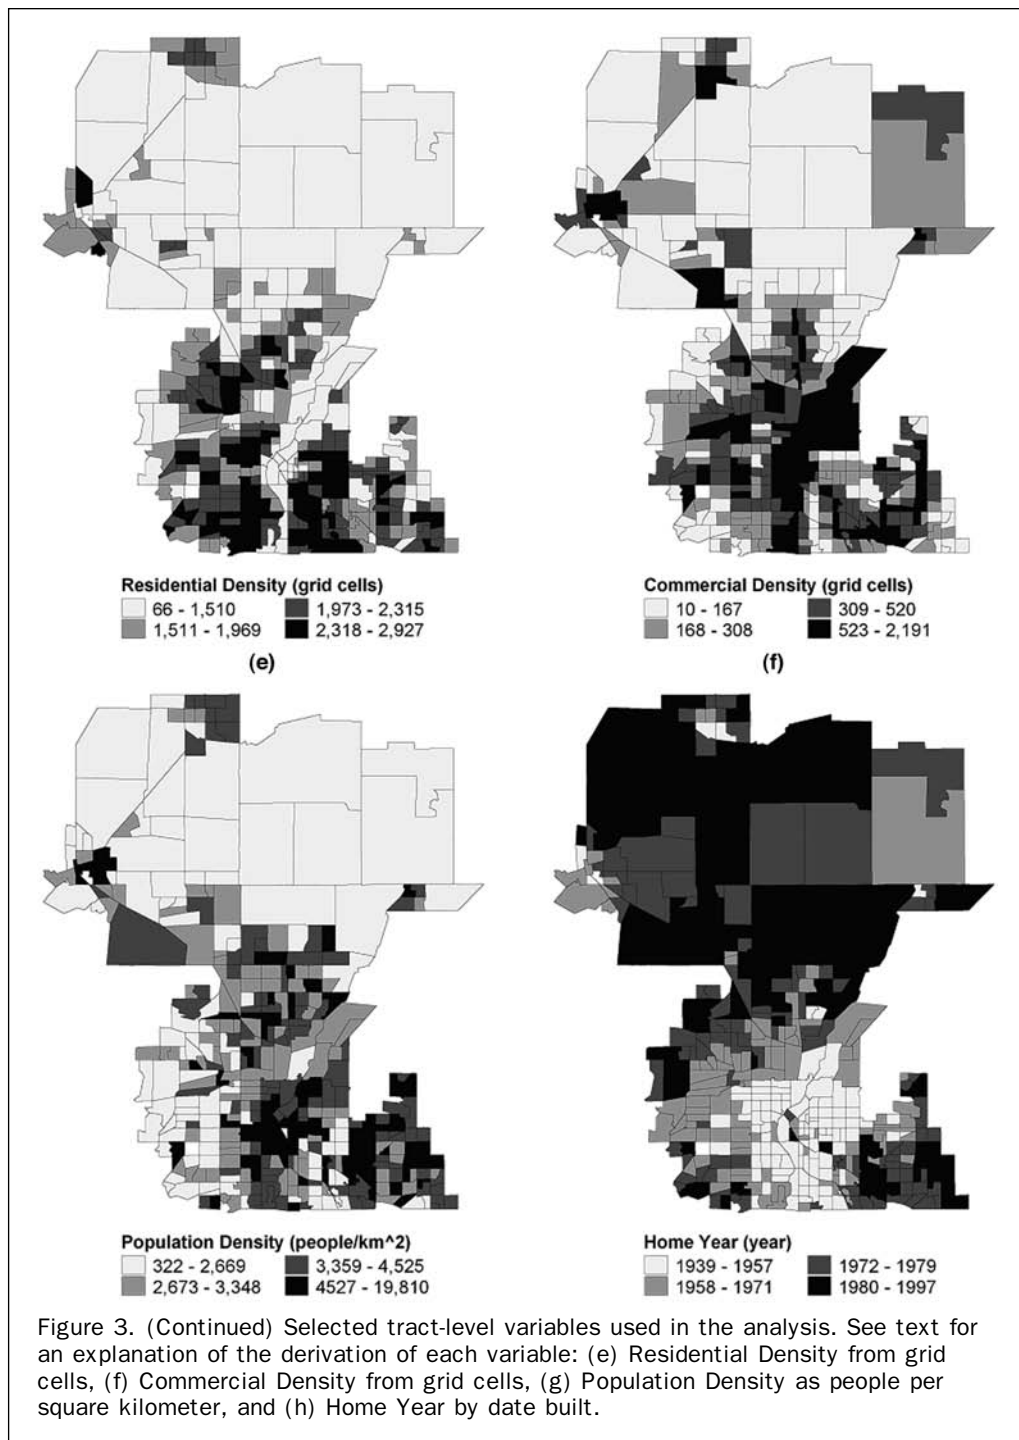 Residential Density (grid cells)
66 - 1,510
1,973 - 2,315
1,511 - 1,969
2,318 - 2,927
(e)
Commercial Density (grid cells)
10 - 167
309 - 520
168 - 308
523 - 2,191
(f)
Population Density (people/km^2)
322 - 2,669
3,359 - 4,525
2,673 - 3,348
4527 - 19,810
Home Year (year)
1939 - 1957
1972 - 1979
1958 - 1971
1980 - 1997
Figure 3. (Continued) Selected tract-level variables used in the analysis. See text for
an explanation of the derivation of each variable: (e) Residential Density from grid
cells, (f) Commercial Density from grid cells, (g) Population Density as people per
square kilometer, and (h) Home Year by date built.